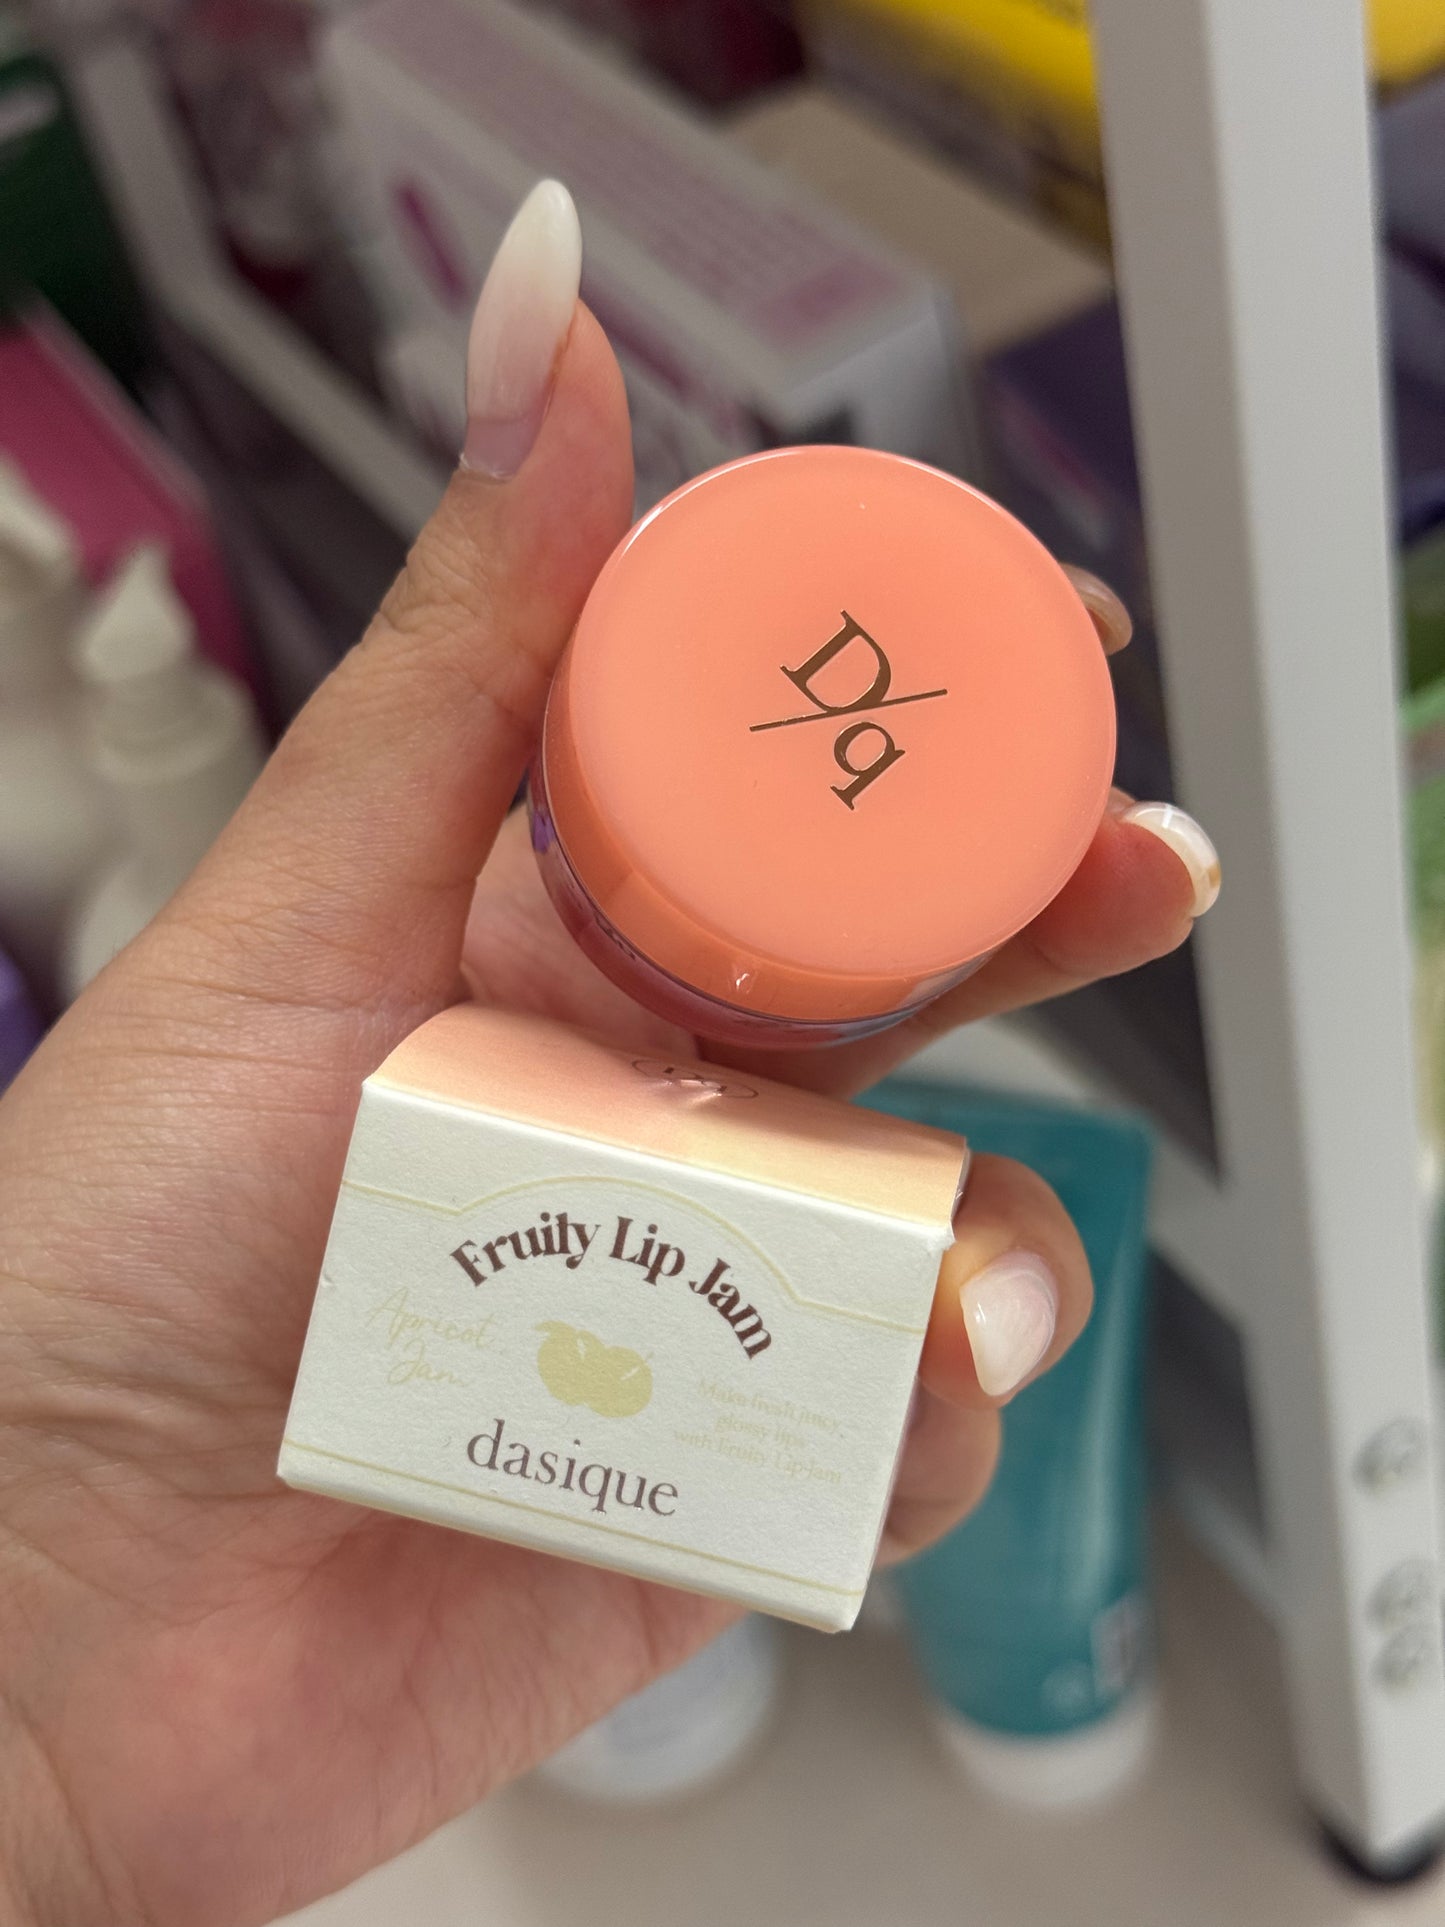 D/q
Fruity Lip Jam
Apricot
Jam
Make fresh juicy
glossy lips
with Fruity Lip Jam
dasique